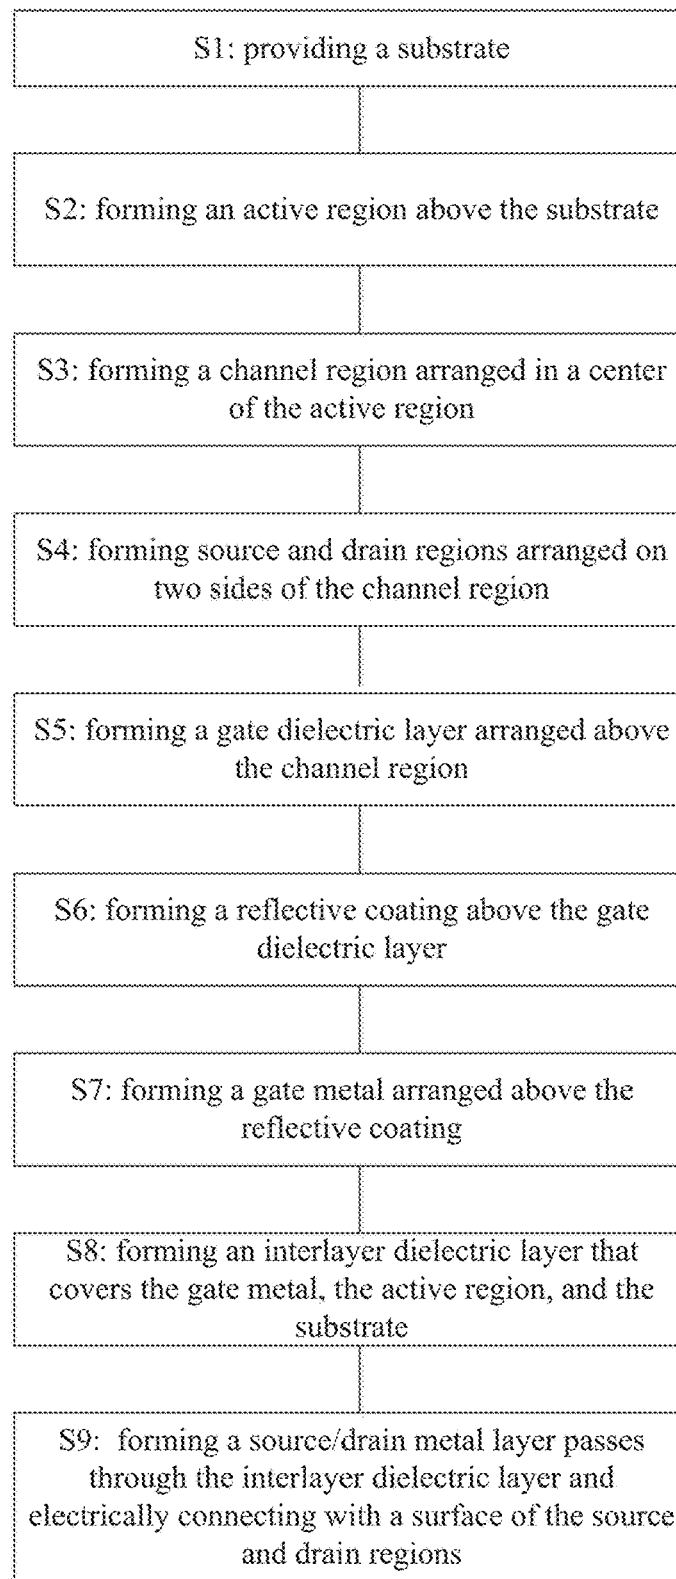 S1: providing a substrate
S2: forming an active region above the substrate
S3: forming a channel region arranged in a center
of the active region
S4: forming source and drain regions arranged on
two sides of the channel region
S5: forming a gate dielectric layer arranged above
the channel region
S6: forming a reflective coating above the gate
dielectric layer
S7: forming a gate metal arranged above the
reflective coating
S8: forming an interlayer dielectric layer that
covers the gate metal, the active region, and the
substrate
S9: forming a source/drain metal layer passes
through the interlayer dielectric layer and
electrically connecting with a surface of the source
and drain regions